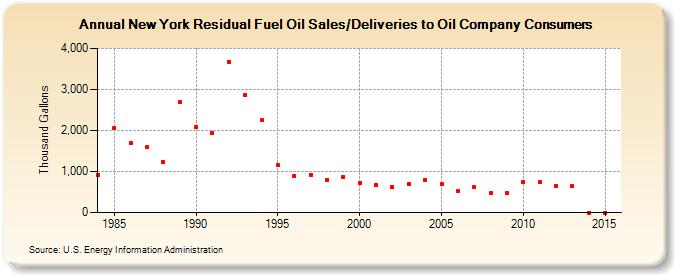 Annual New York Residual Fuel Oil Sales/Deliveries to Oil Company Consumers
Thousand Gallons
4,000
3,000
2,000
1,000
0
1985 1990 1995 2000 2005 2010 2015
Source: U.S. Energy Information Administration